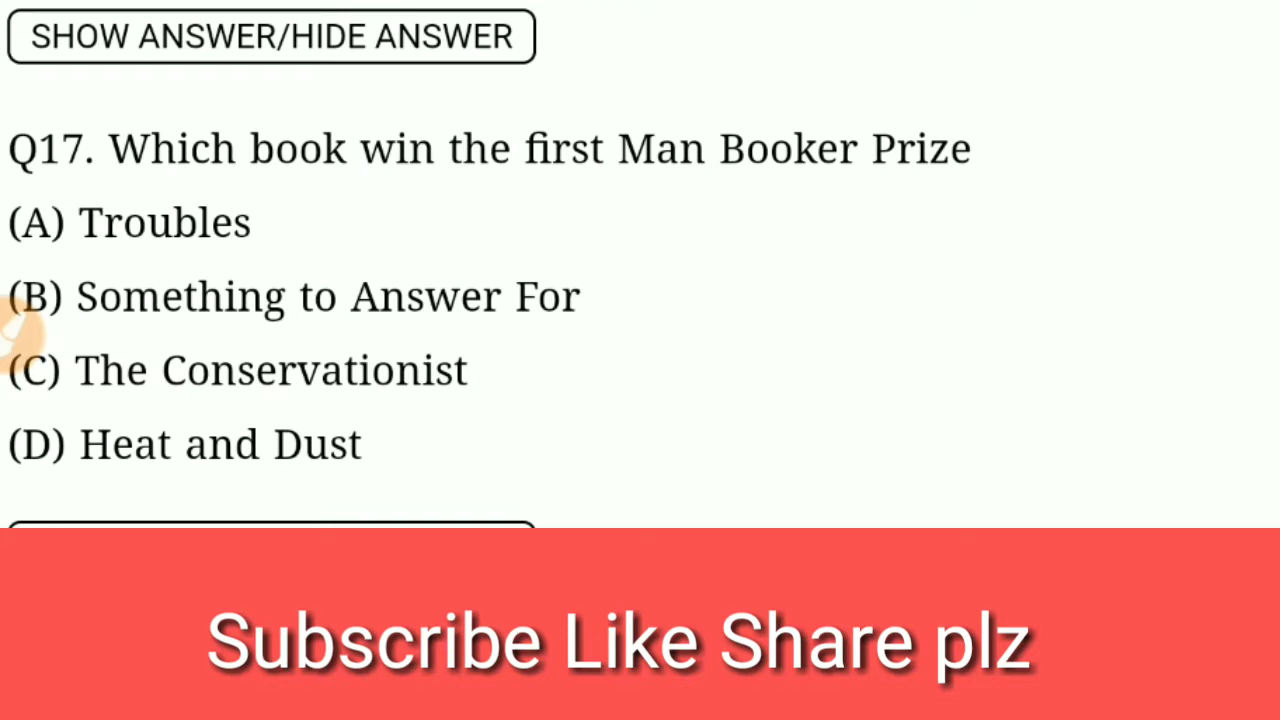 SHOW ANSWER/HIDE ANSWER
Q17. Which book win the first Man Booker Prize
(A) Troubles
(B) Something to Answer For
(C) The Conservationist
(D) Heat and Dust
Subscribe Like Share plz